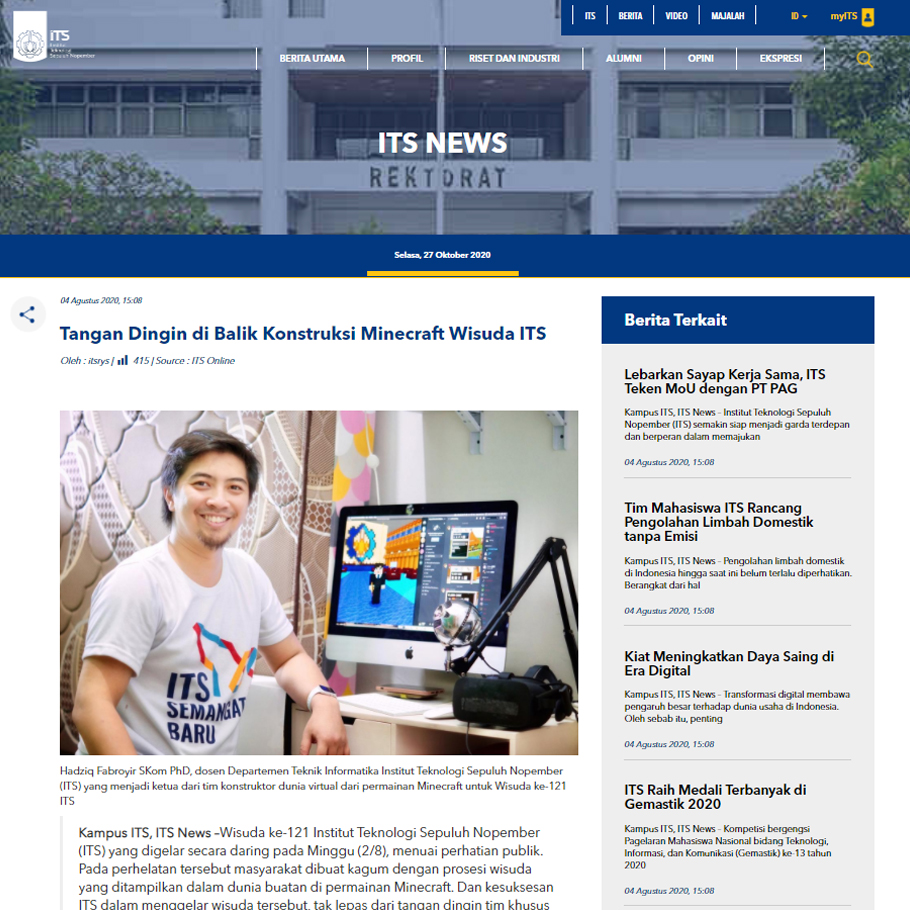 ITS
BERITA
VIDEO
MAJALAH
ID
myITS
ITS
Institut
Teknologi
Sepuluh Nopember
BERITA UTAMA
PROFIL
RISET DAN INDUSTRI
ALUMNI
OPINI
EKSPRESI
ITS NEWS
REKTORAT
Selasa, 27 Oktober 2020
04 Agustus 2020, 15:08
Tangan Dingin di Balik Konstruksi Minecraft Wisuda ITS
Oleh : itsrys | 415 | Source : ITS Online
ITS
SEMANGAT
BARU
Hadziq Fabroyir SKom PhD, dosen Departemen Teknik Informatika Institut Teknologi Sepuluh Nopember
(ITS) yang menjadi ketua dari tim konstruktor dunia virtual dari permainan Minecraft untuk Wisuda ke-121
ITS
Kampus ITS, ITS News –Wisuda ke-121 Institut Teknologi Sepuluh Nopember
(ITS) yang digelar secara daring pada Minggu (2/8), menuai perhatian publik.
Pada perhelatan tersebut masyarakat dibuat kagum dengan prosesi wisuda
yang ditampilkan dalam dunia buatan di permainan Minecraft. Dan kesuksesan
ITS dalam menggelar wisuda tersebut, tak lepas dari tangan dingin tim khusus
Berita Terkait
Lebarkan Sayap Kerja Sama, ITS
Teken MoU dengan PT PAG
Kampus ITS, ITS News – Institut Teknologi Sepuluh
Nopember (ITS) semakin siap menjadi garda terdepan
dan berperan dalam memajukan
04 Agustus 2020, 15:08
Tim Mahasiswa ITS Rancang
Pengolahan Limbah Domestik
tanpa Emisi
Kampus ITS, ITS News – Pengolahan limbah domestik
di Indonesia hingga saat ini belum terlalu diperhatikan.
Berangkat dari hal
04 Agustus 2020, 15:08
Kiat Meningkatkan Daya Saing di
Era Digital
Kampus ITS, ITS News – Transformasi digital membawa
pengaruh besar terhadap dunia usaha di Indonesia.
Oleh sebab itu, penting
04 Agustus 2020, 15:08
ITS Raih Medali Terbanyak di
Gemastik 2020
Kampus ITS, ITS News – Kompetisi bergengsi
Pagelaran Mahasiswa Nasional bidang Teknologi,
Informasi, dan Komunikasi (Gemastik) ke-13 tahun
2020
04 Agustus 2020, 15:08